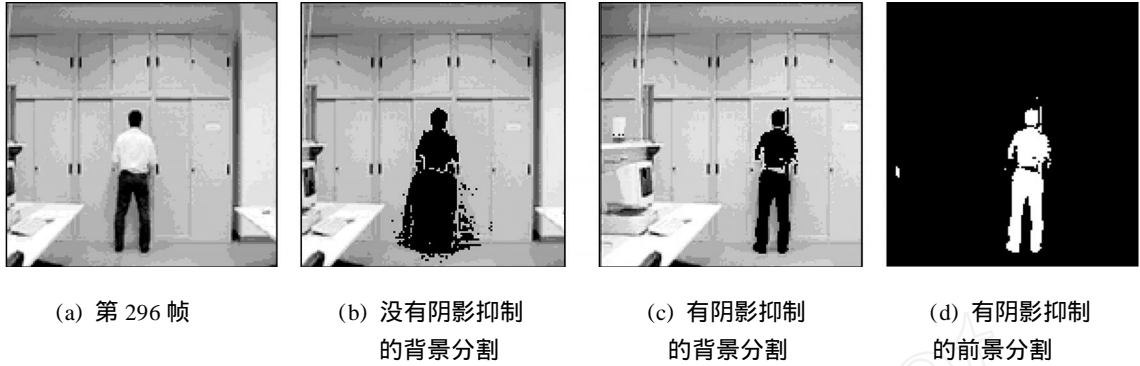 (a) 第 296 帧
(b) 没有阴影抑制
的背景分割
(c) 有阴影抑制
的背景分割
(d) 有阴影抑制
的前景分割